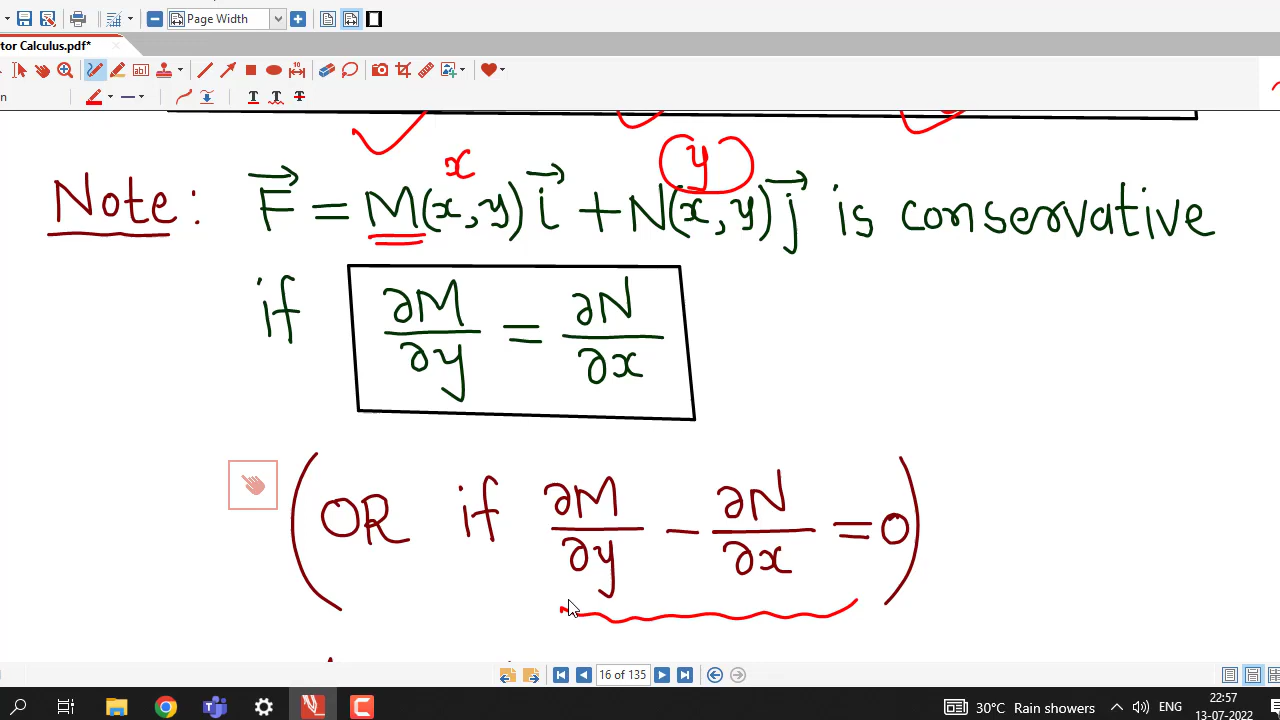 Page Width
tor Calculus.pdf*
n
x y
Note: F⃗ = M(x,y) i⃗ + N(x,y) j⃗ is conservative
if ∂M/∂y = ∂N/∂x
(OR if ∂M/∂y − ∂N/∂x = 0)
16 of 135
22:57
30°C Rain showers ENG
13-07-2022